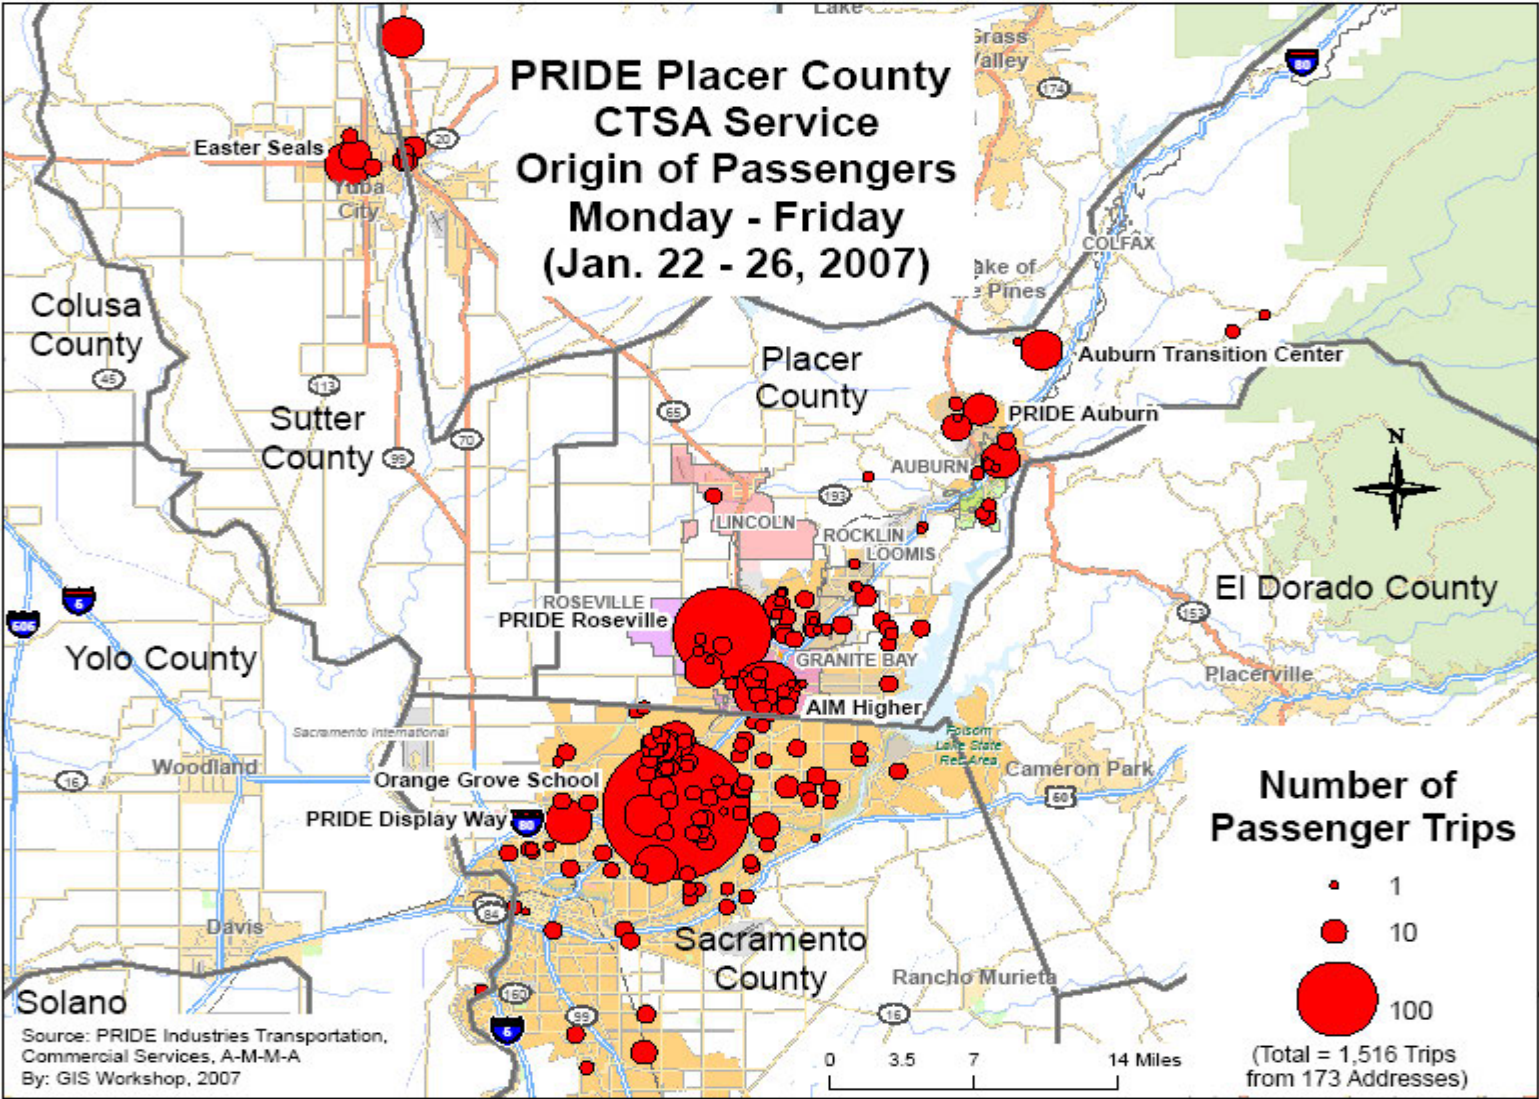 Lake
Grass
Valley
80
174
PRIDE Placer County
CTSA Service
Origin of Passengers
Monday - Friday
(Jan. 22 - 26, 2007)
20
Easter Seals
Yuba
City
COLFAX
Lake of
the Pines
Colusa
County
45
Placer
County
Auburn Transition Center
113
Sutter
County
65
PRIDE Auburn
99
70
AUBURN
N
193
LINCOLN
ROCKLIN
LOOMIS
El Dorado County
ROSEVILLE
PRIDE Roseville
153
505
5
Yolo County
GRANITE BAY
Placerville
AIM Higher
Sacramento International
Folsom
Lake State
Rec Area
Woodland
16
Orange Grove School
Cameron Park
50
PRIDE Display Way
80
Number of
Passenger Trips
1
10
100
(Total = 1,516 Trips
from 173 Addresses)
84
Davis
Sacramento
County
Rancho Murieta
Solano
160
99
16
5
Source: PRIDE Industries Transportation,
Commercial Services, A-M-M-A
By: GIS Workshop, 2007
0 3.5 7 14 Miles